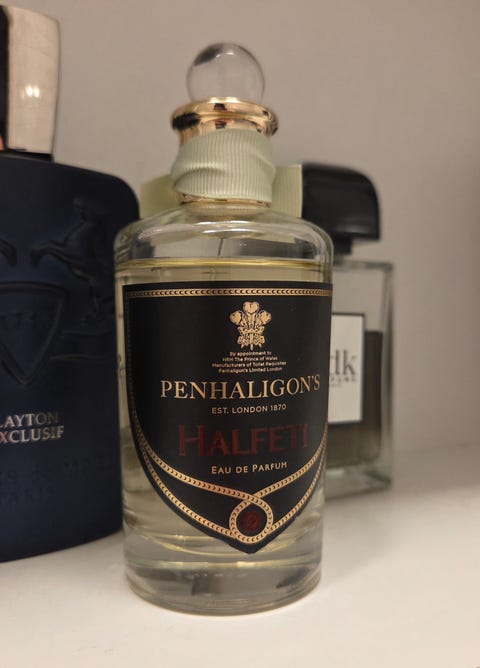 LAYTON
EXCLUSIF
By appointment to
HRH The Prince of Wales
Manufacturers of Toilet Requisites
Penhaligon's Limited London
PENHALIGON'S
EST. LONDON 1870
HALFETI
EAU DE PARFUM
dk